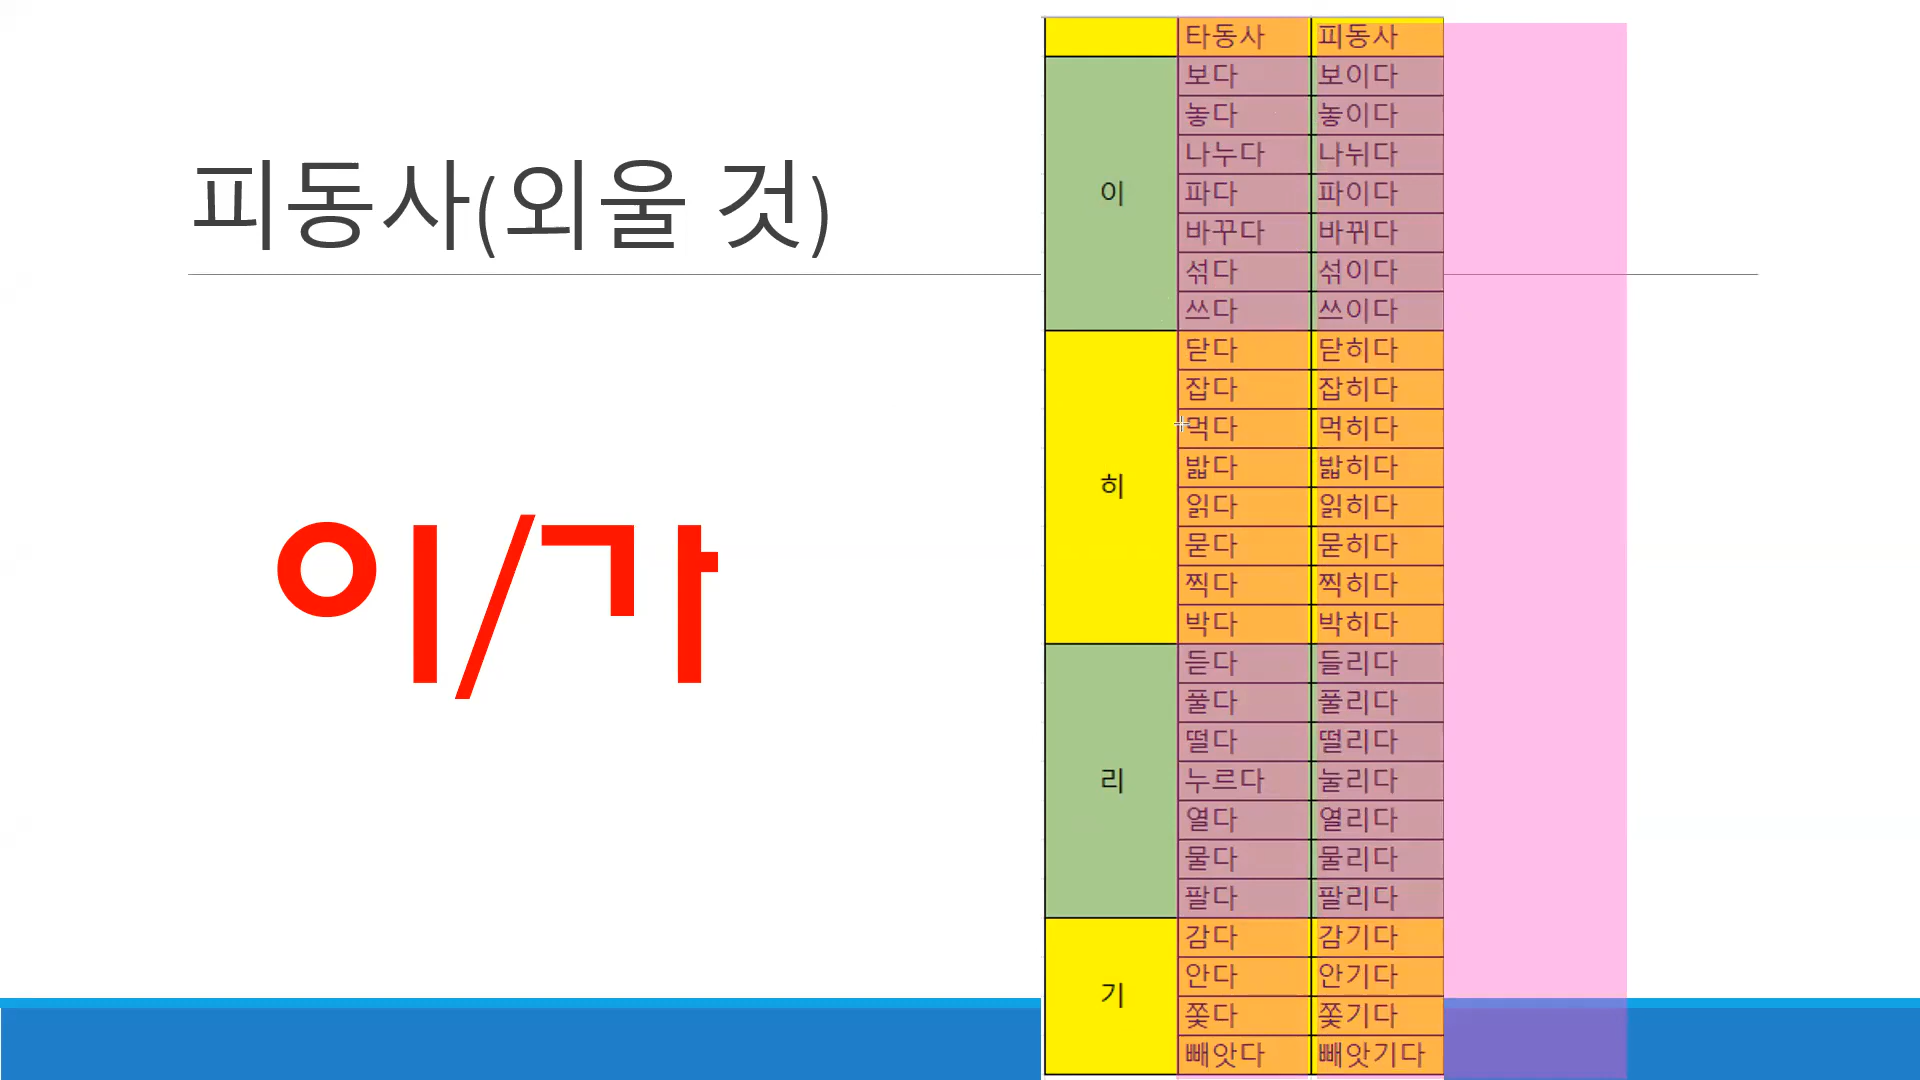 피동사(외울 것)
이/가
타동사 피동사
이
보다 보이다
놓다 놓이다
나누다 나뉘다
파다 파이다
바꾸다 바뀌다
섞다 섞이다
쓰다 쓰이다
히
닫다 닫히다
잡다 잡히다
먹다 먹히다
밟다 밟히다
읽다 읽히다
묻다 묻히다
찍다 찍히다
박다 박히다
리
듣다 들리다
풀다 풀리다
떨다 떨리다
누르다 눌리다
열다 열리다
물다 물리다
팔다 팔리다
기
감다 감기다
안다 안기다
쫓다 쫓기다
빼앗다 빼앗기다